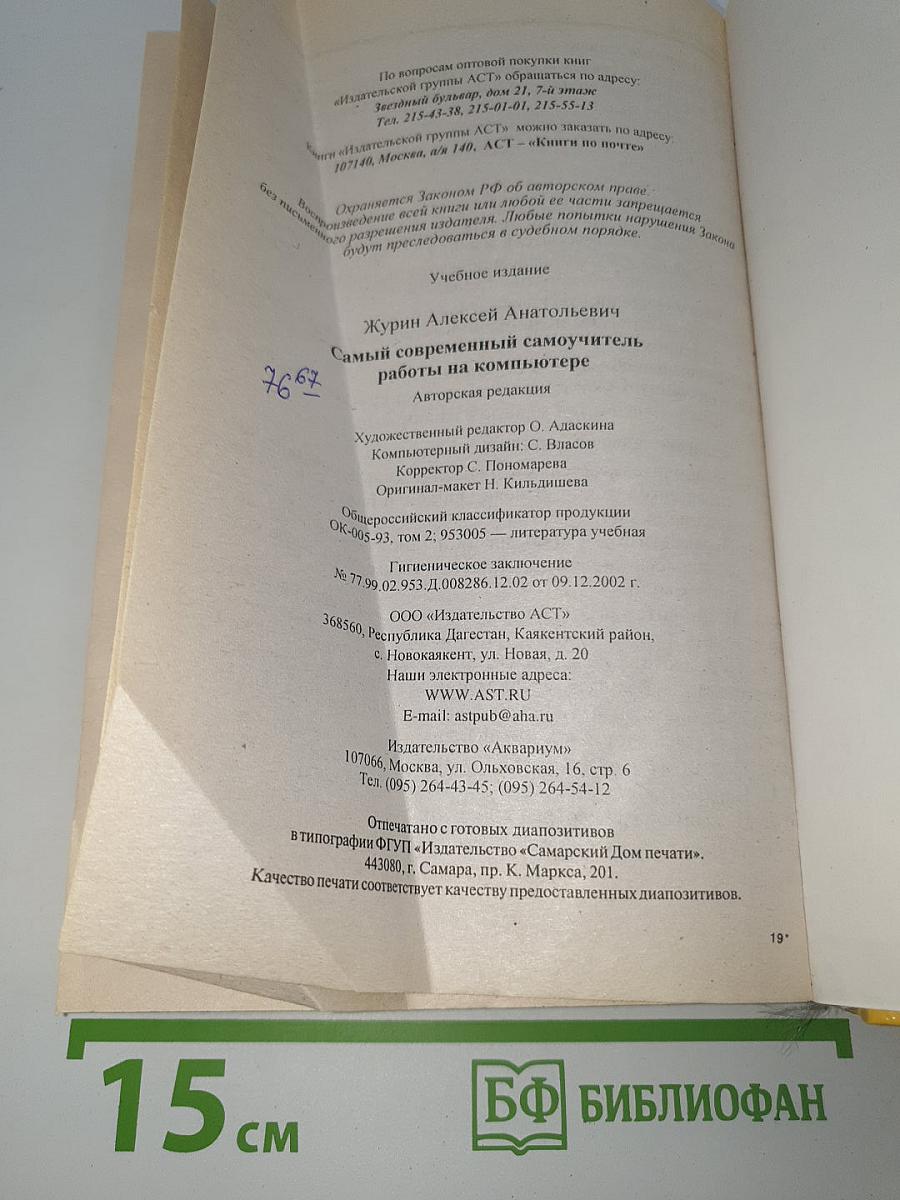 По вопросам оптовой покупки книг
«Издательской группы АСТ» обращаться по адресу:
Звездный бульвар, дом 21, 7-й этаж
Тел. 215-43-38, 215-01-01, 215-55-13
Книги «Издательской группы АСТ» можно заказать по адресу:
107140, Москва, а/я 140, АСТ – «Книги по почте»
Охраняется Законом РФ об авторском праве.
Воспроизведение всей книги или любой ее части запрещается
без письменного разрешения издателя. Любые попытки нарушения Закона
будут преследоваться в судебном порядке.
Учебное издание
Журин Алексей Анатольевич
Самый современный самоучитель
работы на компьютере
76 67
Авторская редакция
Художественный редактор О. Адаскина
Компьютерный дизайн: С. Власов
Корректор С. Пономарева
Оригинал-макет Н. Кильдишева
Общероссийский классификатор продукции
ОК-005-93, том 2; 953005 — литература учебная
Гигиеническое заключение
№ 77.99.02.953.Д.008286.12.02 от 09.12.2002 г.
ООО «Издательство АСТ»
368560, Республика Дагестан, Каякентский район,
с. Новокаякент, ул. Новая, д. 20
Наши электронные адреса:
WWW.AST.RU
E-mail: astpub@aha.ru
Издательство «Аквариум»
107066, Москва, ул. Ольховская, 16, стр. 6
Тел. (095) 264-43-45; (095) 264-54-12
Отпечатано с готовых диапозитивов
в типографии ФГУП «Издательство «Самарский Дом печати».
443080, г. Самара, пр. К. Маркса, 201.
Качество печати соответствует качеству предоставленных диапозитивов.
19*
15 см
БФ БИБЛИОФАН